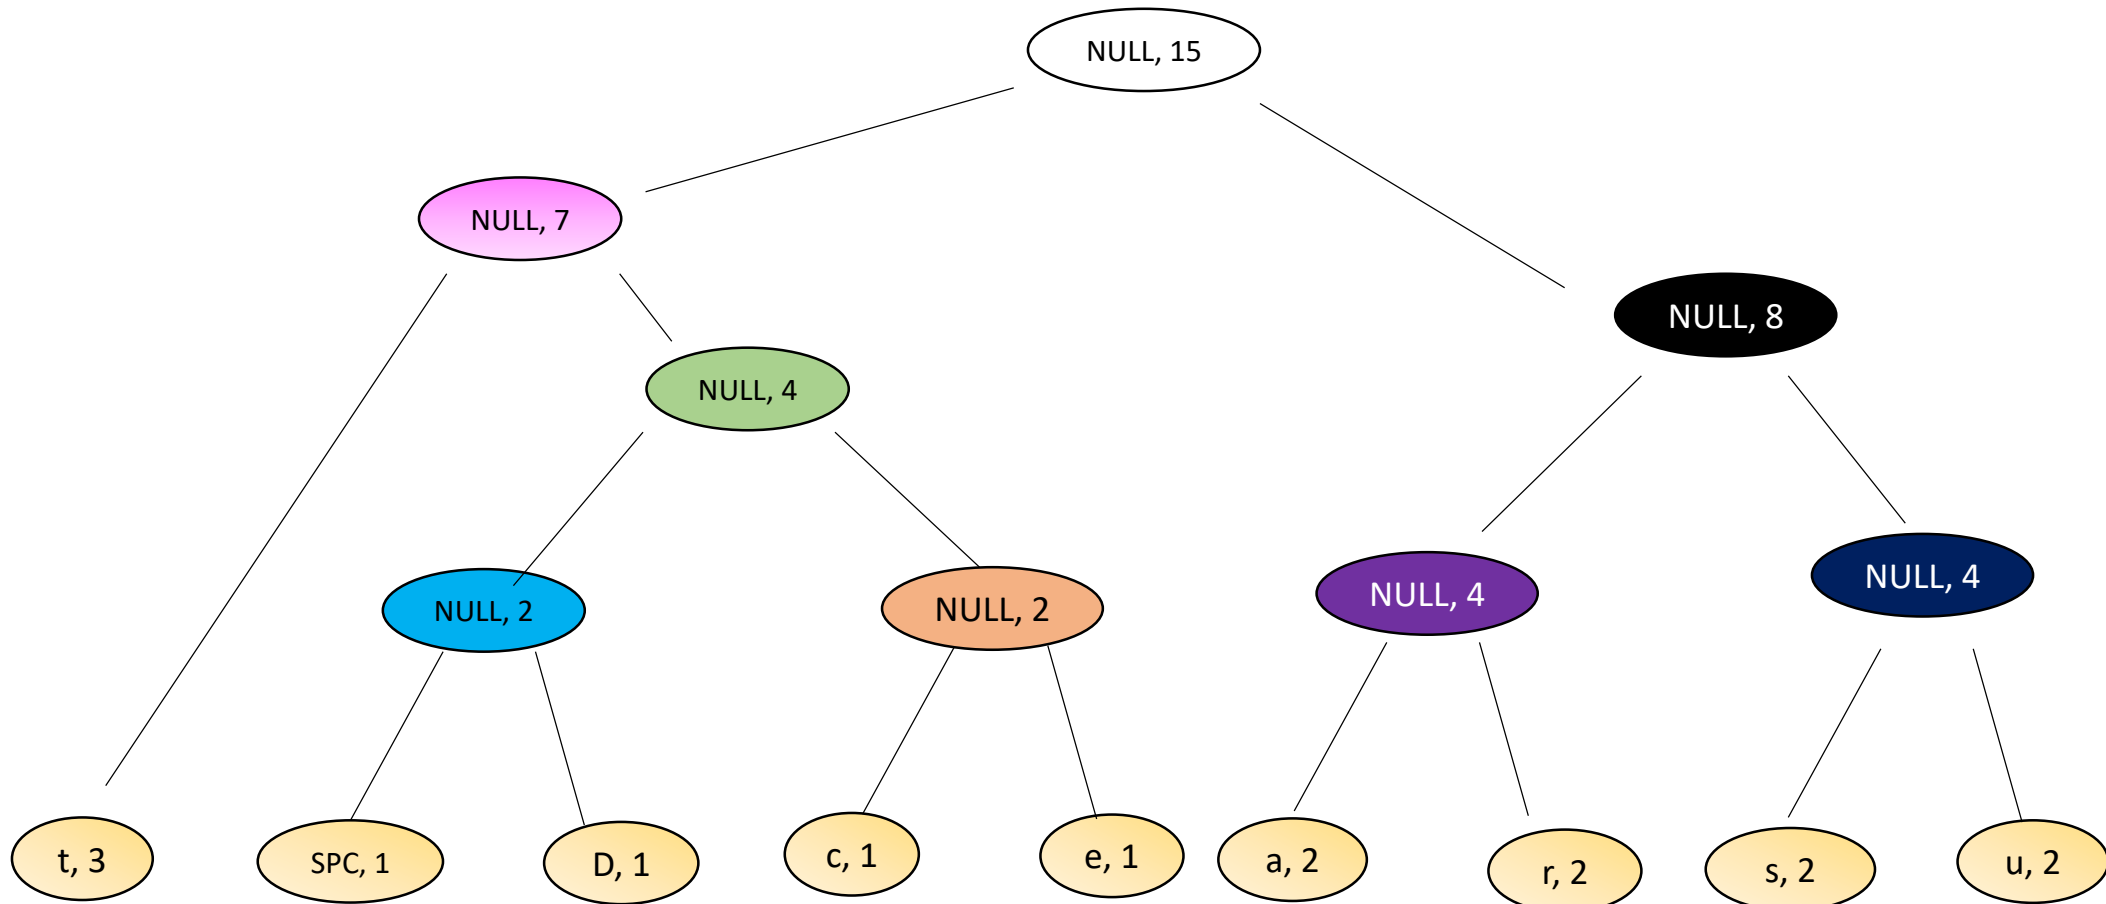 NULL, 15
NULL, 7
NULL, 8
NULL, 4
NULL, 2
NULL, 2
NULL, 4
NULL, 4
t, 3
SPC, 1
D, 1
c, 1
e, 1
a, 2
r, 2
s, 2
u, 2